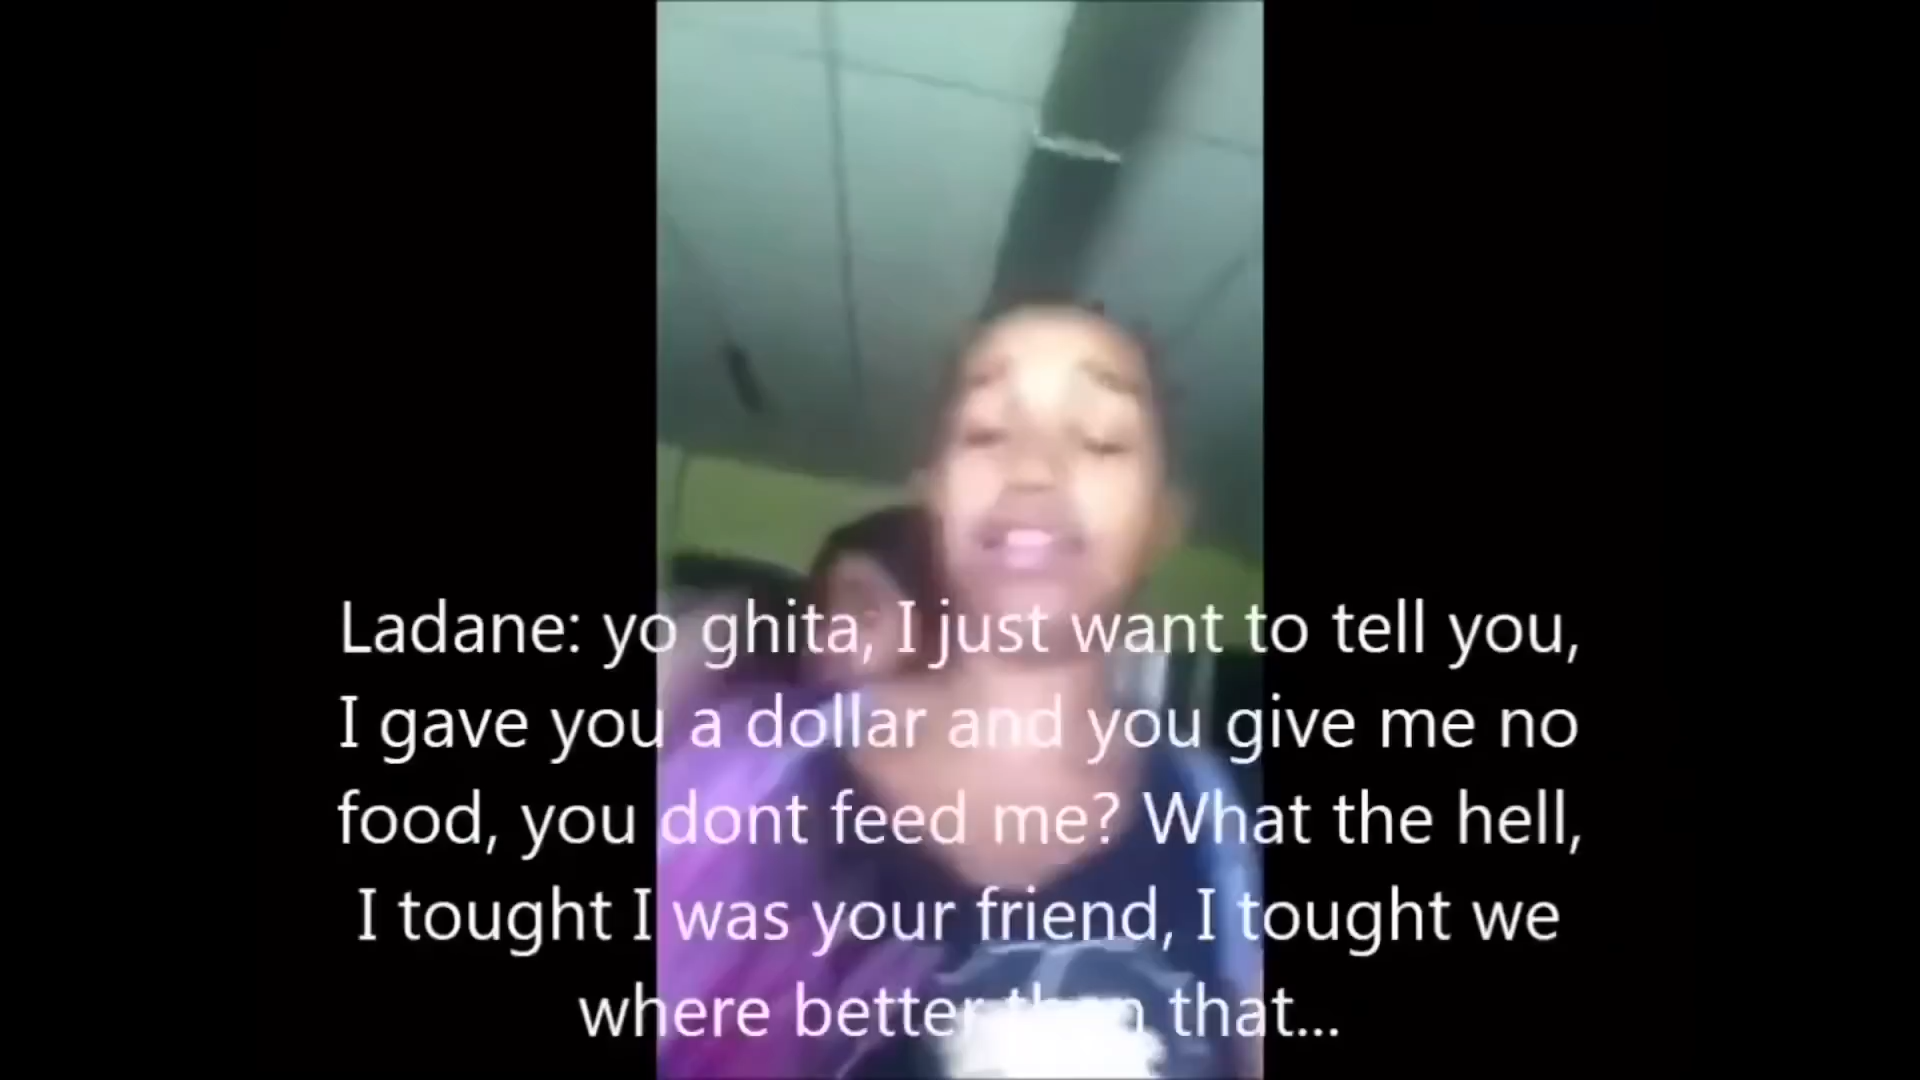 Ladane: yo ghita, I just want to tell you,
I gave you a dollar and you give me no
food, you dont feed me? What the hell,
I tought I was your friend, I tought we
where better than that...